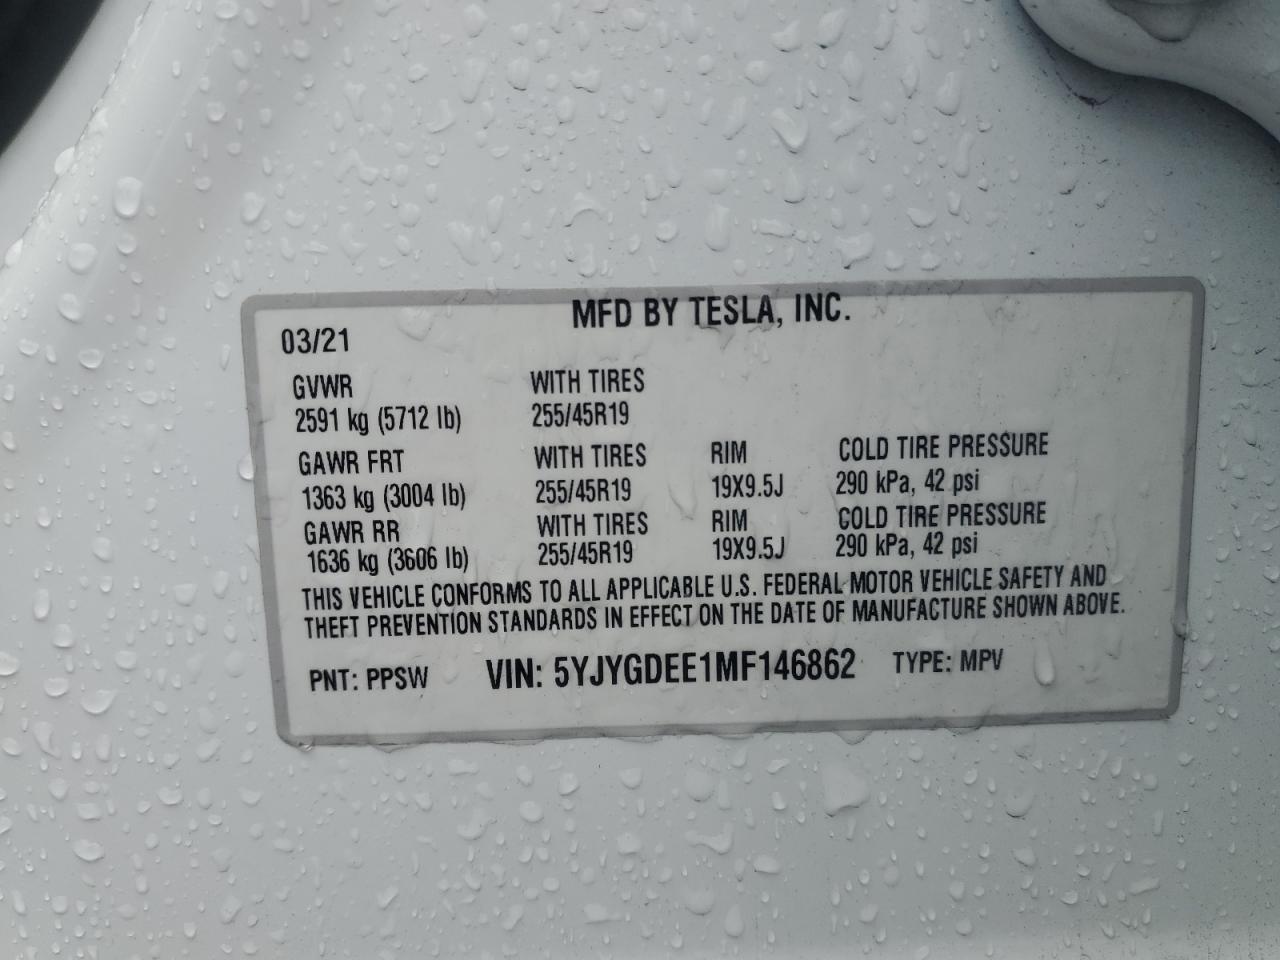 MFD BY TESLA, INC.
03/21
GVWR WITH TIRES
2591 kg (5712 lb) 255/45R19
GAWR FRT WITH TIRES RIM COLD TIRE PRESSURE
1363 kg (3004 lb) 255/45R19 19X9.5J 290 kPa, 42 psi
GAWR RR WITH TIRES RIM COLD TIRE PRESSURE
1636 kg (3606 lb) 255/45R19 19X9.5J 290 kPa, 42 psi
THIS VEHICLE CONFORMS TO ALL APPLICABLE U.S. FEDERAL MOTOR VEHICLE SAFETY AND
THEFT PREVENTION STANDARDS IN EFFECT ON THE DATE OF MANUFACTURE SHOWN ABOVE.
PNT: PPSW VIN: 5YJYGDEE1MF146862 TYPE: MPV